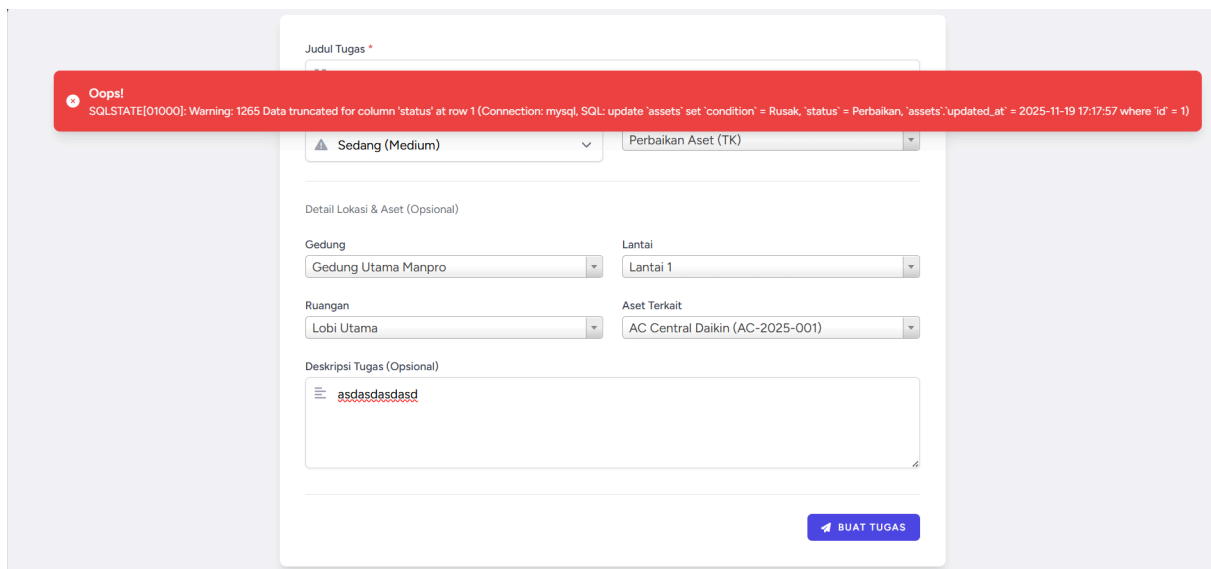 Judul Tugas *
Oops!
SQLSTATE[01000]: Warning: 1265 Data truncated for column 'status' at row 1 (Connection: mysql, SQL: update `assets` set `condition` = Rusak, `status` = Perbaikan, `assets`.`updated_at` = 2025-11-19 17:17:57 where `id` = 1)
Sedang (Medium)
Perbaikan Aset (TK)
Detail Lokasi & Aset (Opsional)
Gedung
Lantai
Gedung Utama Manpro
Lantai 1
Ruangan
Aset Terkait
Lobi Utama
AC Central Daikin (AC-2025-001)
Deskripsi Tugas (Opsional)
asdasdasdasd
BUAT TUGAS